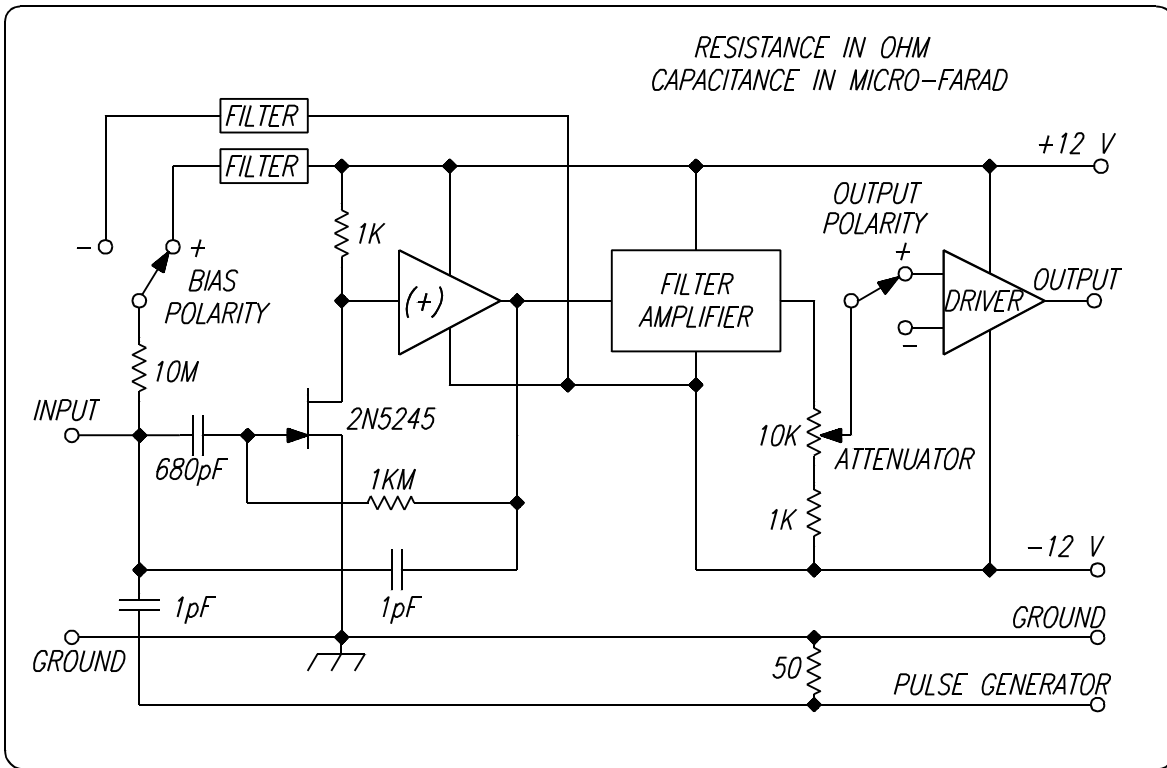 RESISTANCE IN OHM
CAPACITANCE IN MICRO-FARAD
FILTER
FILTER
+12 V
OUTPUT
POLARITY
1K
- +
BIAS
POLARITY
(+)
FILTER
AMPLIFIER
+
-
DRIVER
OUTPUT
10M
INPUT
2N5245
680pF
10K
ATTENUATOR
1KM
1K
-12 V
1pF
1pF
GROUND
GROUND
50
PULSE GENERATOR